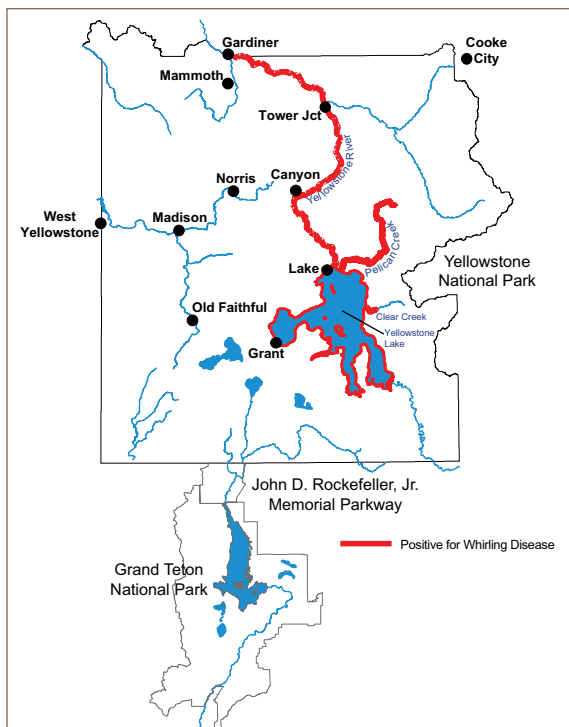 Gardiner
Cooke
City
Mammoth
Tower Jct
Yellowstone River
Norris
Canyon
West
Yellowstone
Madison
Pelican Creek
Lake
Yellowstone
National Park
Old Faithful
Clear Creek
Yellowstone
Lake
Grant
John D. Rockefeller, Jr.
Memorial Parkway
Positive for Whirling Disease
Grand Teton
National Park